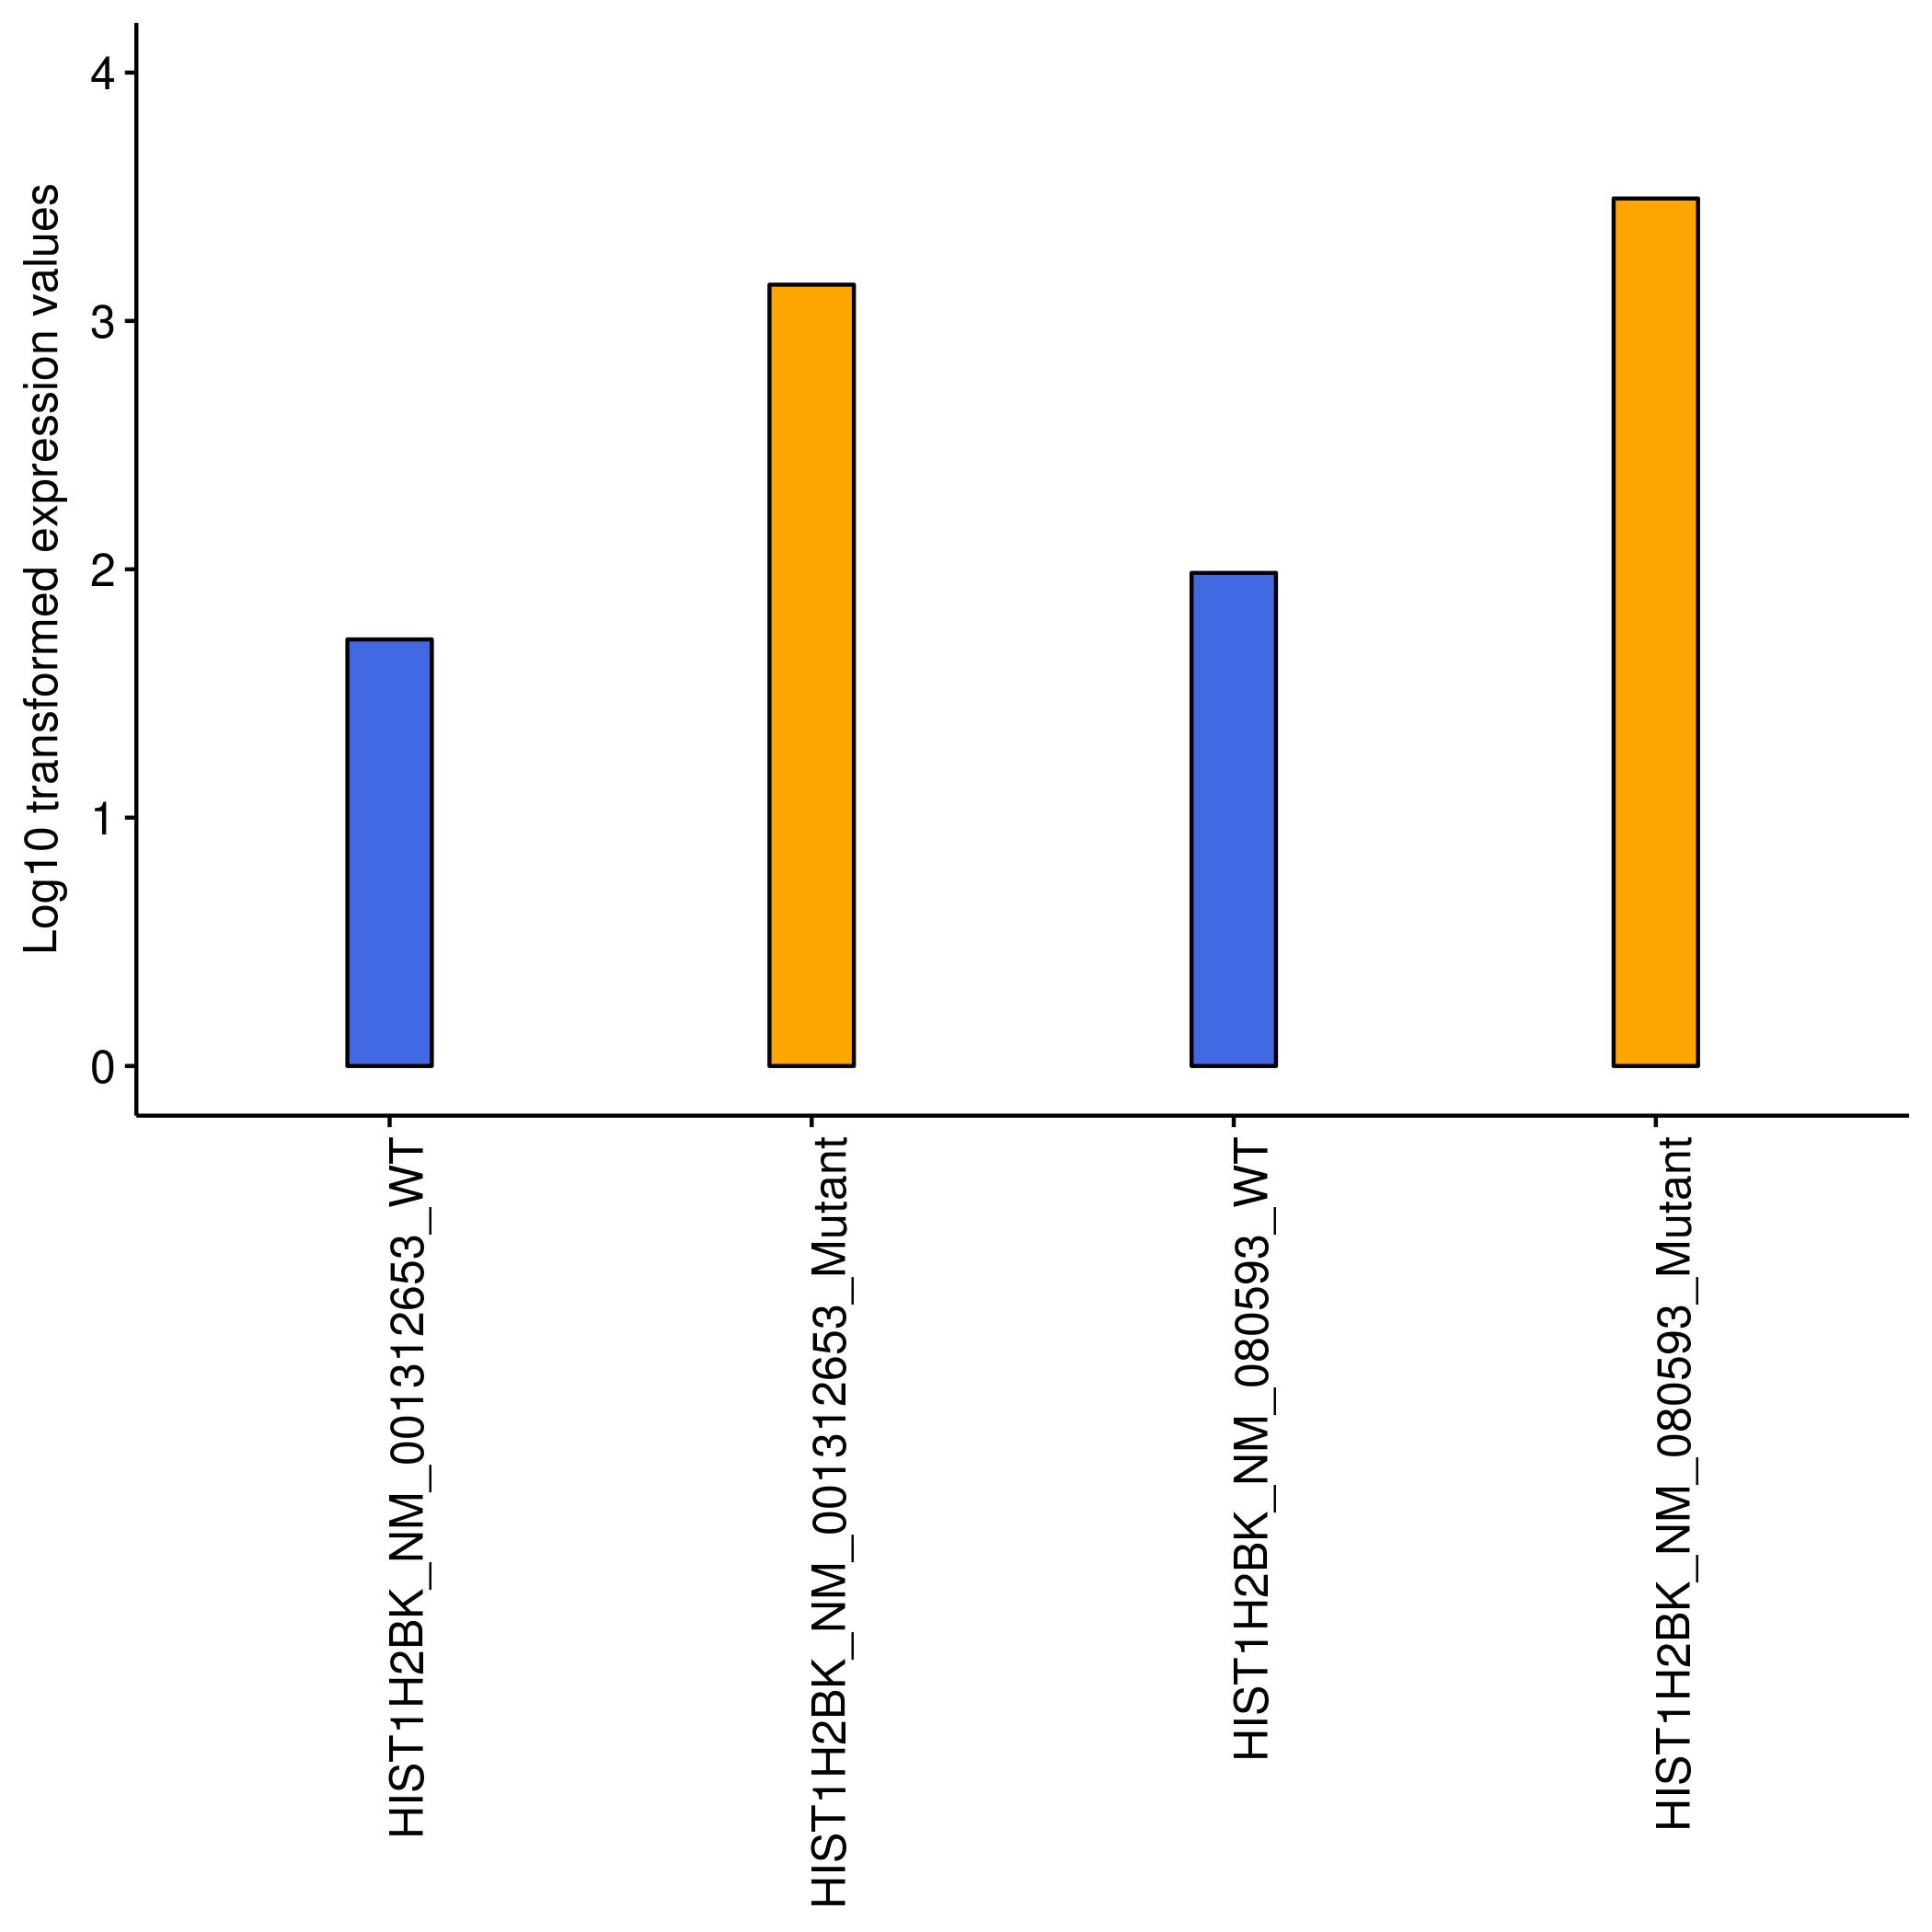 Log10 transformed expression values
4
3
2
1
0
HIST1H2BK_NM_001312653_WT
HIST1H2BK_NM_001312653_Mutant
HIST1H2BK_NM_080593_WT
HIST1H2BK_NM_080593_Mutant